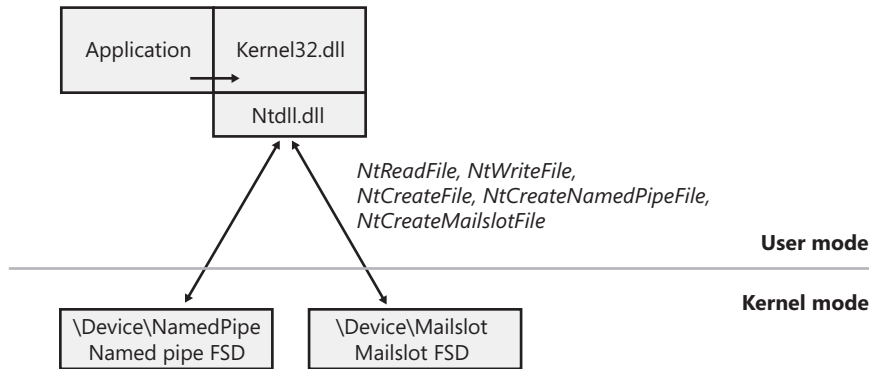 Application
Kernel32.dll
Ntdll.dll
NtReadFile, NtWriteFile,
NtCreateFile, NtCreateNamedPipeFile,
NtCreateMailslotFile
User mode
Kernel mode
\Device\NamedPipe
Named pipe FSD
\Device\Mailslot
Mailslot FSD